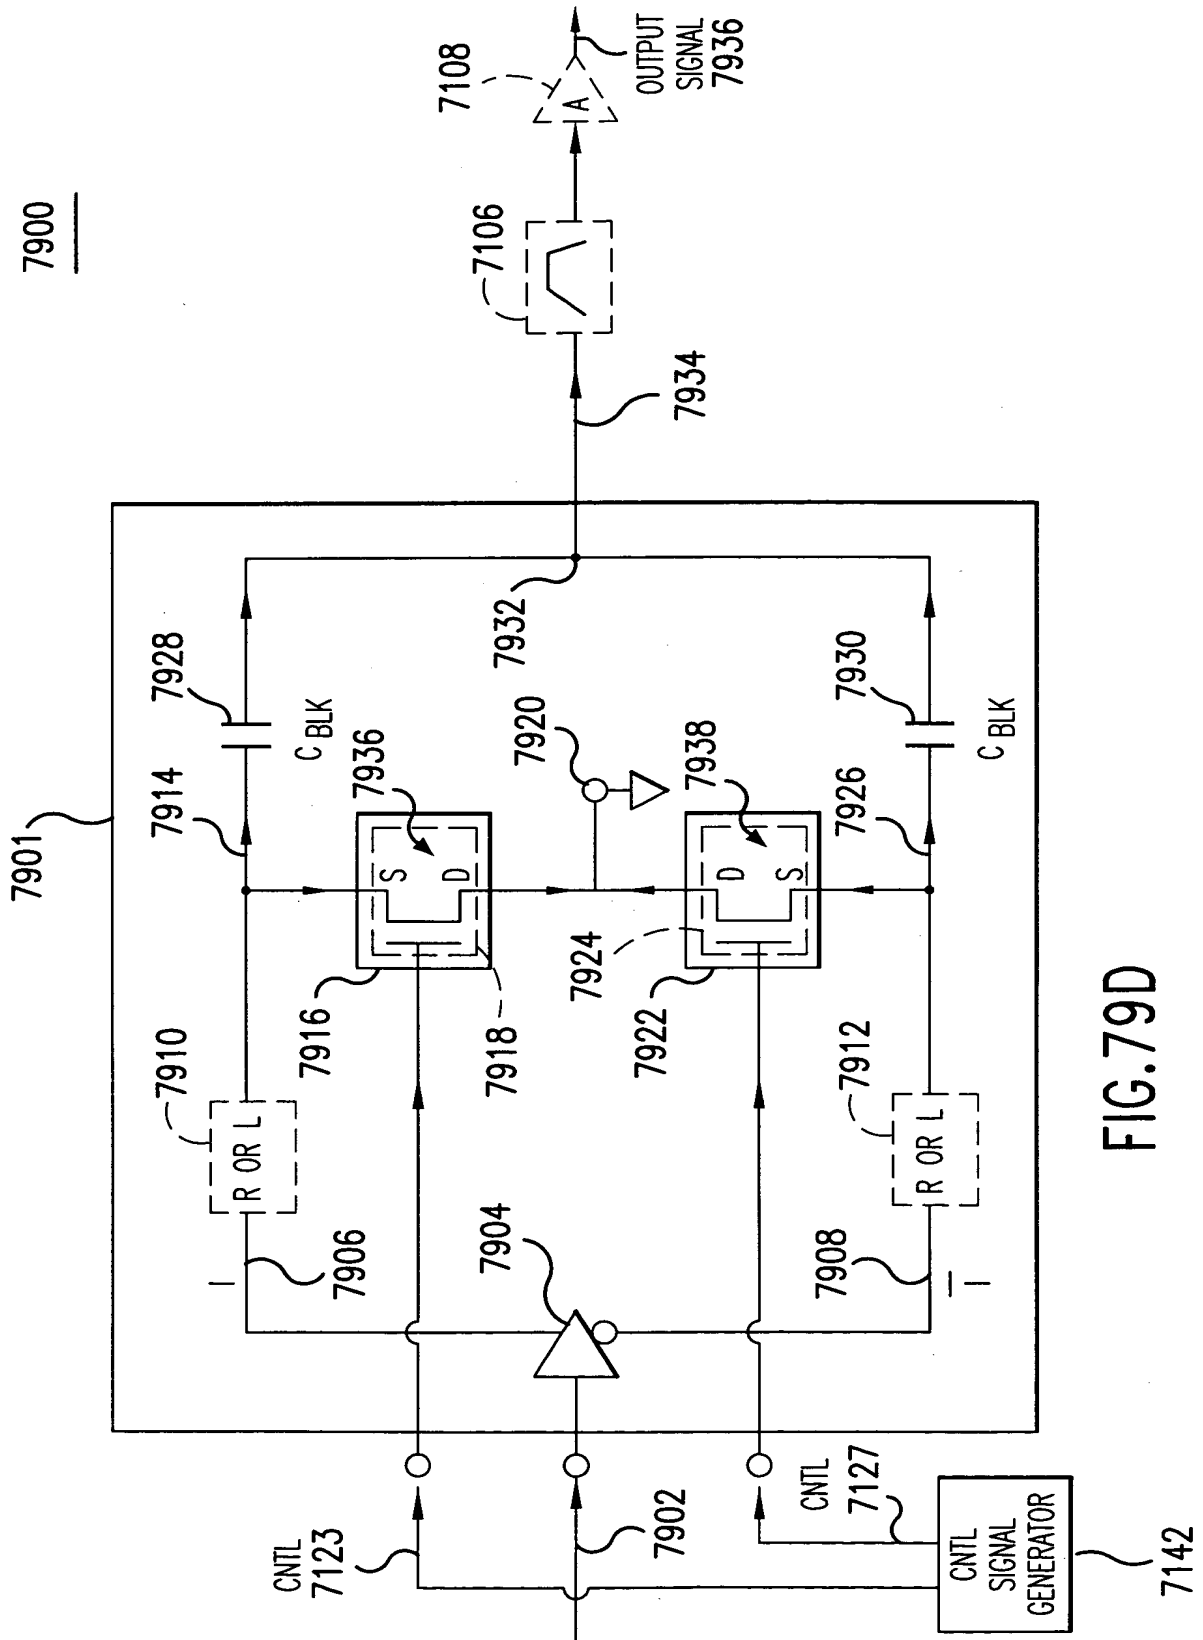 7900
7901
7914
7928
C BLK
7910
R OR L
I
7906
7916
S
D
7936
7918
7920
7932
7934
7106
7108
A
OUTPUT
SIGNAL
7936
CNTL
7123
7904
7902
7924
7922
D
S
7938
CNTL
7127
7908
I
7912
R OR L
7926
7930
C BLK
CNTL
SIGNAL
GENERATOR
7142
FIG.79D